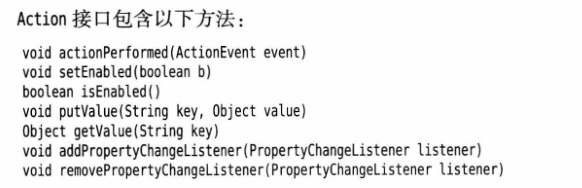 Action 接口包含以下方法：
void actionPerformed(ActionEvent event)
void setEnabled(boolean b)
boolean isEnabled()
void putValue(String key, Object value)
Object getValue(String key)
void addPropertyChangeListener(PropertyChangeListener listener)
void removePropertyChangeListener(PropertyChangeListener listener)